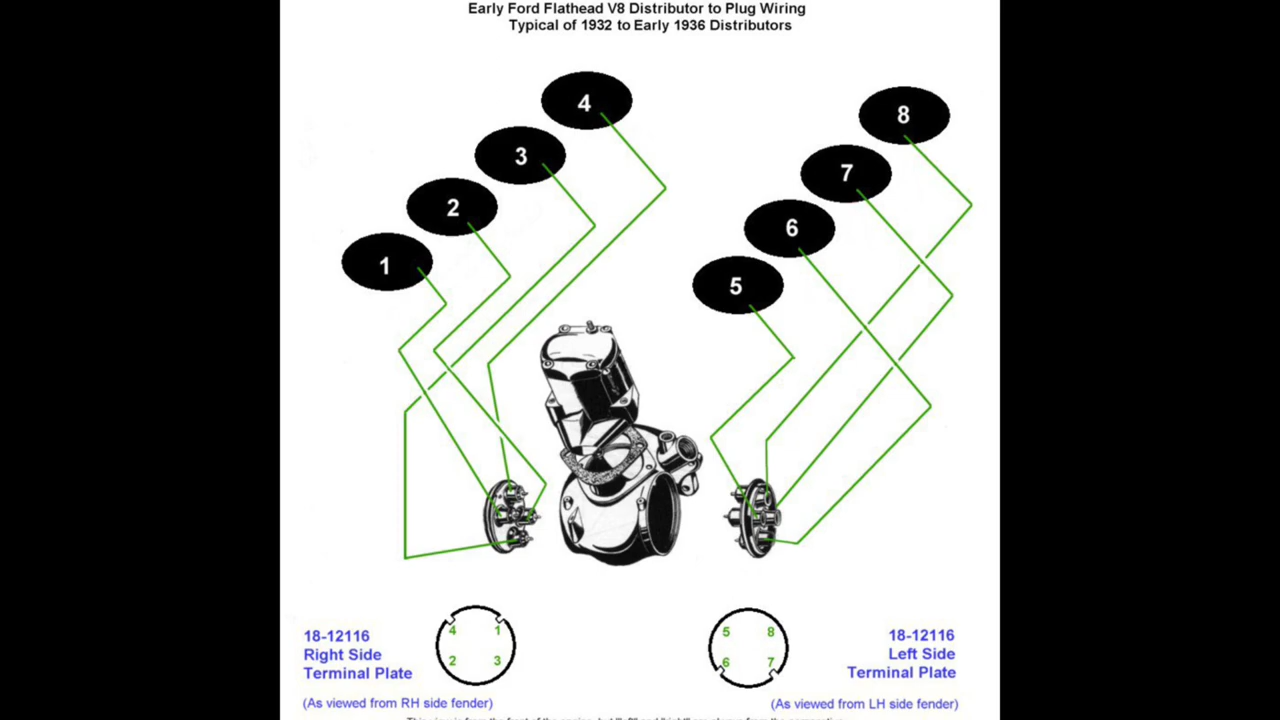 Early Ford Flathead V8 Distributor to Plug Wiring
Typical of 1932 to Early 1936 Distributors
4
8
3
7
2
6
1
5
4 1
2 3
5 8
6 7
18-12116
Right Side
Terminal Plate
(As viewed from RH side fender)
18-12116
Left Side
Terminal Plate
(As viewed from LH side fender)